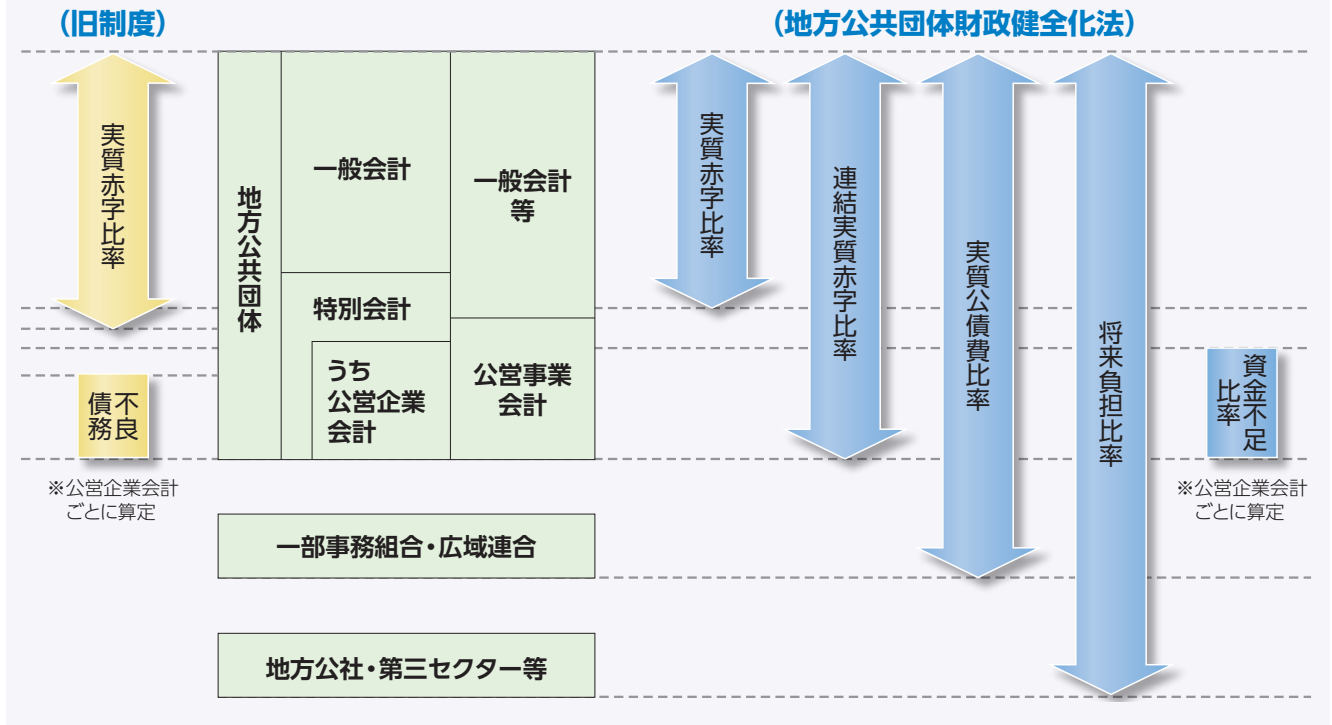 (旧制度)
(地方公共団体財政健全化法)
実質赤字比率
不良
債務
※公営企業会計
ごとに算定
地方公共団体
一般会計
特別会計
うち
公営企業
会計
一般会計
等
公営事業
会計
一部事務組合・広域連合
地方公社・第三セクター等
実質赤字比率
連結実質赤字比率
実質公債費比率
将来負担比率
資金不足
比率
※公営企業会計
ごとに算定